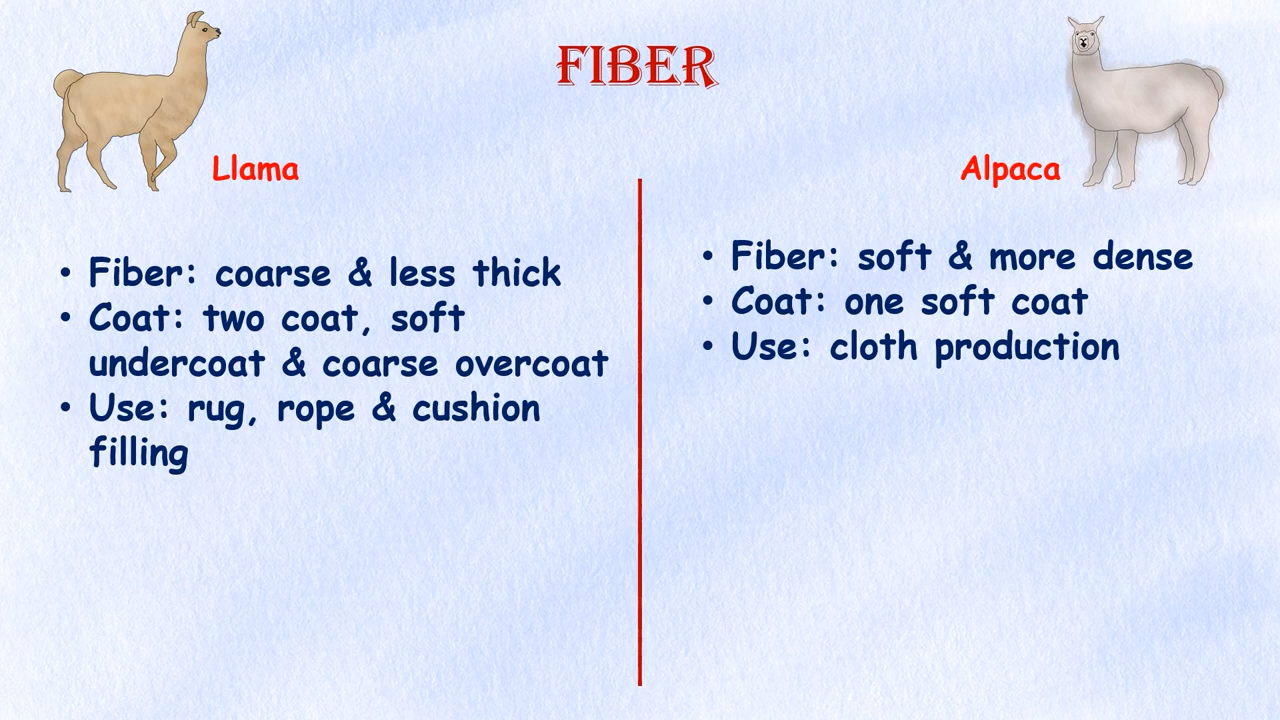 FIBER
Llama
• Fiber: coarse & less thick
• Coat: two coat, soft
undercoat & coarse overcoat
• Use: rug, rope & cushion
filling
Alpaca
• Fiber: soft & more dense
• Coat: one soft coat
• Use: cloth production